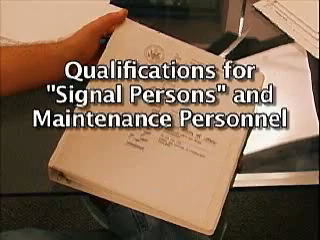 Qualifications for
"Signal Persons" and
Maintenance Personnel